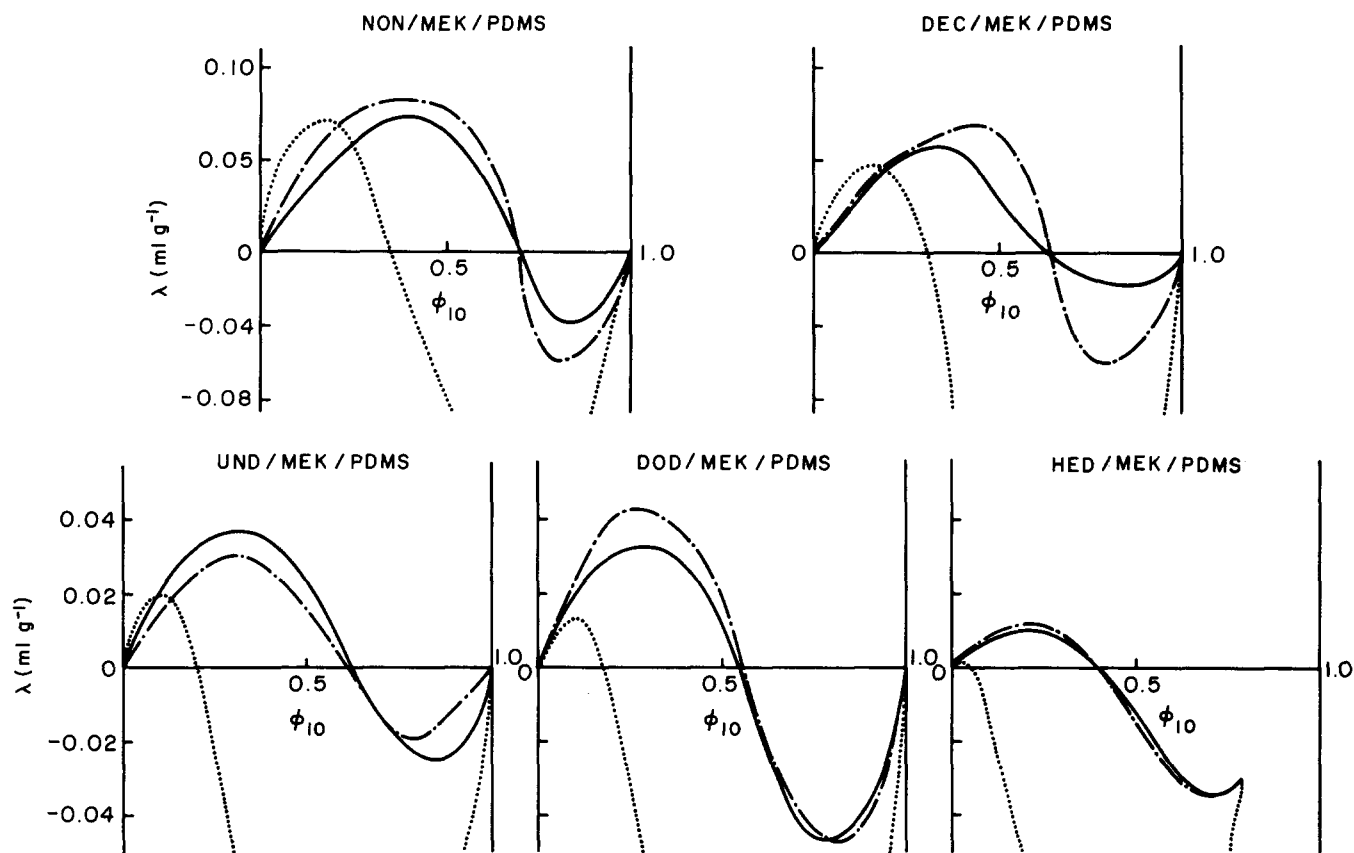 NON/MEK/PDMS
DEC/MEK/PDMS
0.10
0.05
0
-0.04
-0.08
λ (ml g⁻¹)
0.5
1.0
ϕ₁₀
0
0.5
1.0
ϕ₁₀
UND/MEK/PDMS
DOD/MEK/PDMS
HED/MEK/PDMS
0.04
0.02
0
-0.02
-0.04
λ (ml g⁻¹)
0.5
1.0
ϕ₁₀
0
0.5
1.0
ϕ₁₀
0
0.5
1.0
ϕ₁₀